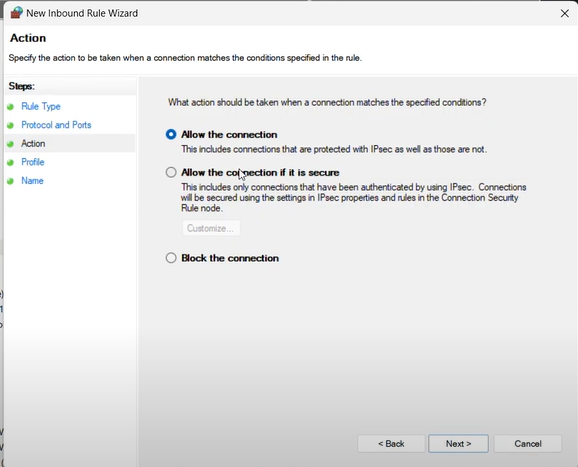 New Inbound Rule Wizard
Action
Specify the action to be taken when a connection matches the conditions specified in the rule.
Steps:
Rule Type
Protocol and Ports
Action
Profile
Name
What action should be taken when a connection matches the specified conditions?
Allow the connection
This includes connections that are protected with IPsec as well as those are not.
Allow the connection if it is secure
This includes only connections that have been authenticated by using IPsec. Connections
will be secured using the settings in IPsec properties and rules in the Connection Security
Rule node.
Customize...
Block the connection
< Back
Next >
Cancel